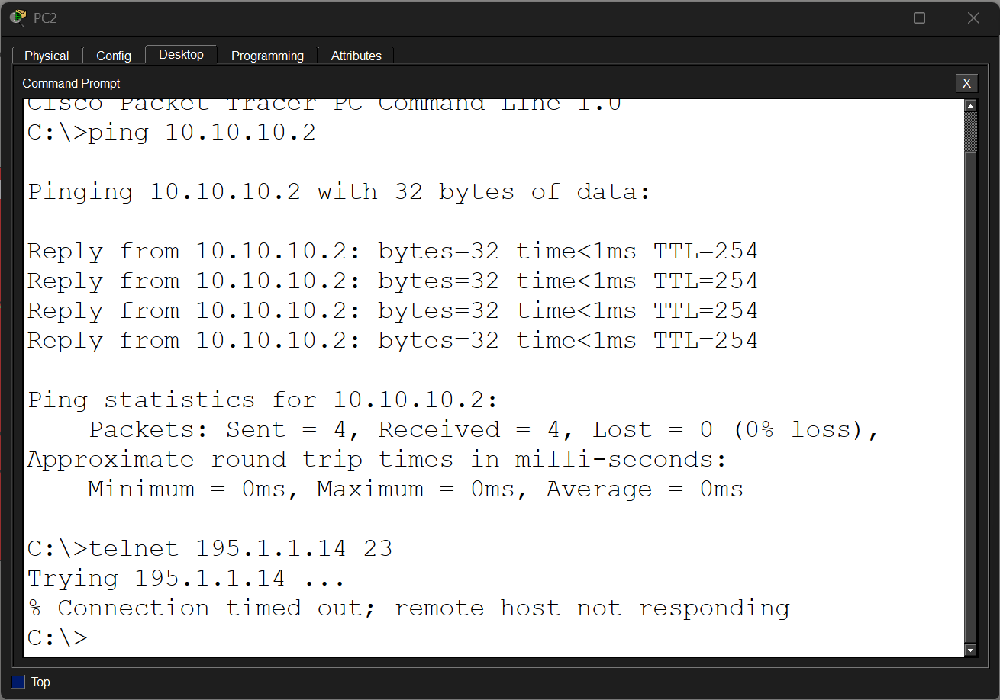 PC2
Physical Config Desktop Programming Attributes
Command Prompt
X
Cisco Packet Tracer PC Command Line 1.0
C:\>ping 10.10.10.2
Pinging 10.10.10.2 with 32 bytes of data:
Reply from 10.10.10.2: bytes=32 time<1ms TTL=254
Reply from 10.10.10.2: bytes=32 time<1ms TTL=254
Reply from 10.10.10.2: bytes=32 time<1ms TTL=254
Reply from 10.10.10.2: bytes=32 time<1ms TTL=254
Ping statistics for 10.10.10.2:
Packets: Sent = 4, Received = 4, Lost = 0 (0% loss),
Approximate round trip times in milli-seconds:
Minimum = 0ms, Maximum = 0ms, Average = 0ms
C:\>telnet 195.1.1.14 23
Trying 195.1.1.14 ...
% Connection timed out; remote host not responding
C:\>
Top